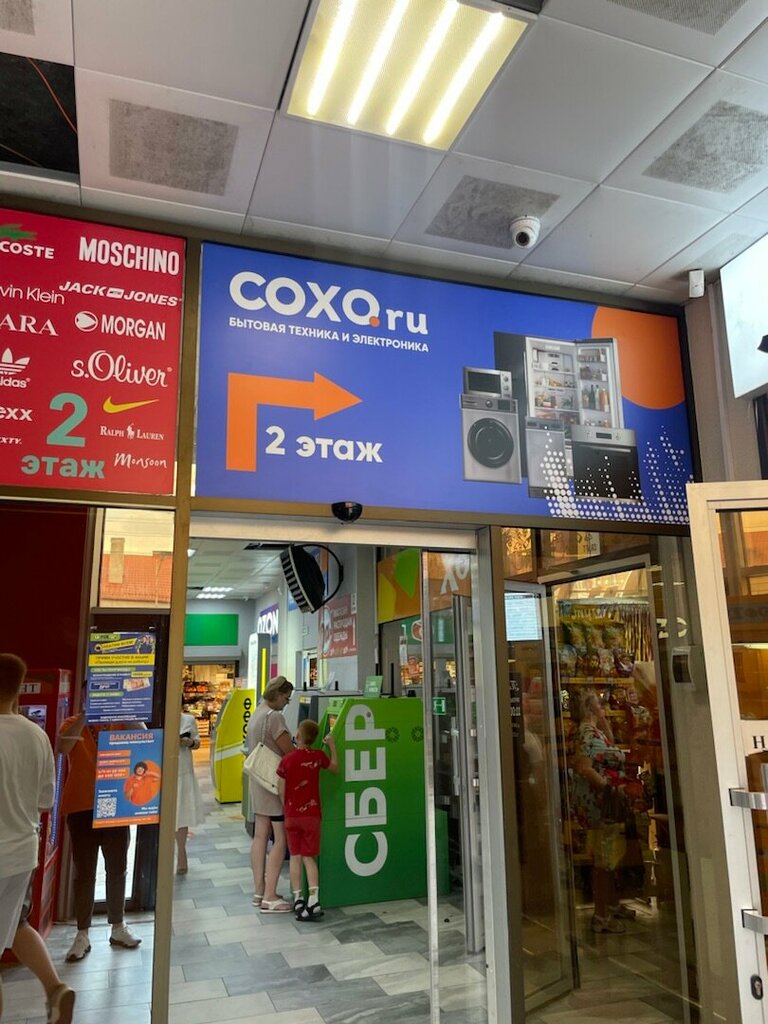 COSTE
MOSCHINO
vin Klein
JACK & JONES
ARA
MORGAN
adidas
s.Oliver
exx
2
этаж
RALPH LAUREN
Monsoon
COXO.ru
БЫТОВАЯ ТЕХНИКА И ЭЛЕКТРОНИКА
2 этаж
OZON
СБЕР
ВАКАНСИЯ